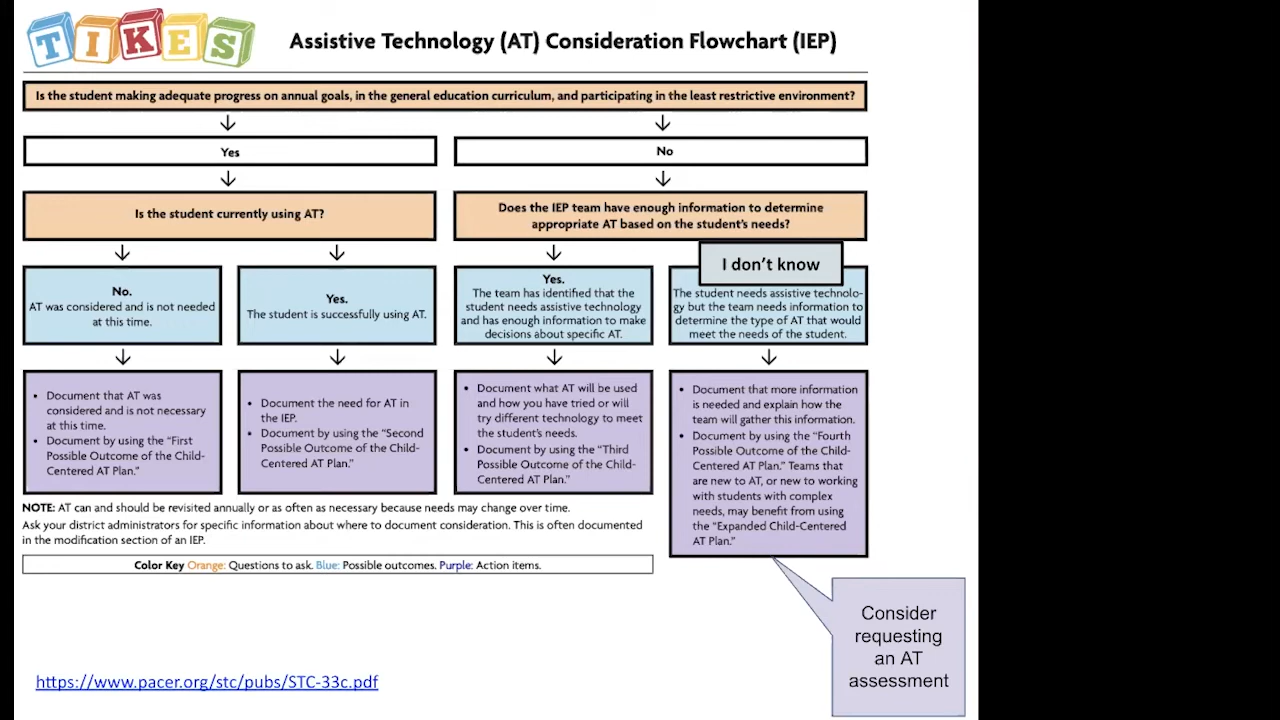 TIKES
Assistive Technology (AT) Consideration Flowchart (IEP)
Is the student making adequate progress on annual goals, in the general education curriculum, and participating in the least restrictive environment?
Yes
No
Is the student currently using AT?
Does the IEP team have enough information to determine
appropriate AT based on the student's needs?
No.
AT was considered and is not needed
at this time.
Yes.
The student is successfully using AT.
Yes.
The team has identified that the
student needs assistive technology
and has enough information to make
decisions about specific AT.
I don't know
The student needs assistive technolo-
gy but the team needs information to
determine the type of AT that would
meet the needs of the student.
• Document that AT was
considered and is not necessary
at this time.
• Document by using the “First
Possible Outcome of the Child-
Centered AT Plan.”
• Document the need for AT in
the IEP.
• Document by using the “Second
Possible Outcome of the Child-
Centered AT Plan.”
• Document what AT will be used
and how you have tried or will
try different technology to meet
the student's needs.
• Document by using the “Third
Possible Outcome of the Child-
Centered AT Plan.”
• Document that more information
is needed and explain how the
team will gather this information.
• Document by using the “Fourth
Possible Outcome of the Child-
Centered AT Plan.” Teams that
are new to AT, or new to working
with students with complex
needs, may benefit from using
the “Expanded Child-Centered
AT Plan.”
NOTE: AT can and should be revisited annually or as often as necessary because needs may change over time.
Ask your district administrators for specific information about where to document consideration. This is often documented
in the modification section of an IEP.
Color Key Orange: Questions to ask. Blue: Possible outcomes. Purple: Action items.
Consider
requesting
an AT
assessment
https://www.pacer.org/stc/pubs/STC-33c.pdf